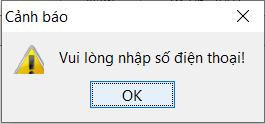 Cảnh báo
Vui lòng nhập số điện thoại!
OK